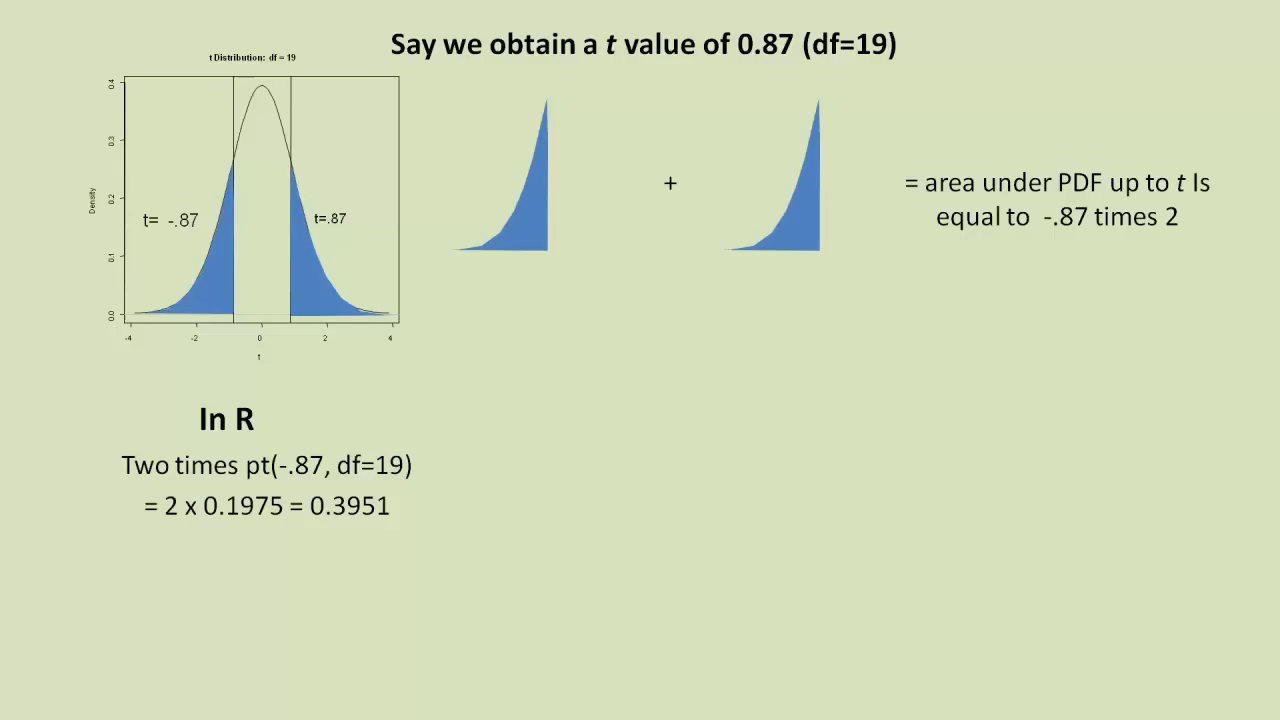 Say we obtain a t value of 0.87 (df=19)
t Distribution: df = 19
0.4
0.3
0.2
0.1
0.0
Density
t= -.87
t=.87
-4 -2 0 2 4
t
+
= area under PDF up to t Is
equal to -.87 times 2
In R
Two times pt(-.87, df=19)
= 2 x 0.1975 = 0.3951